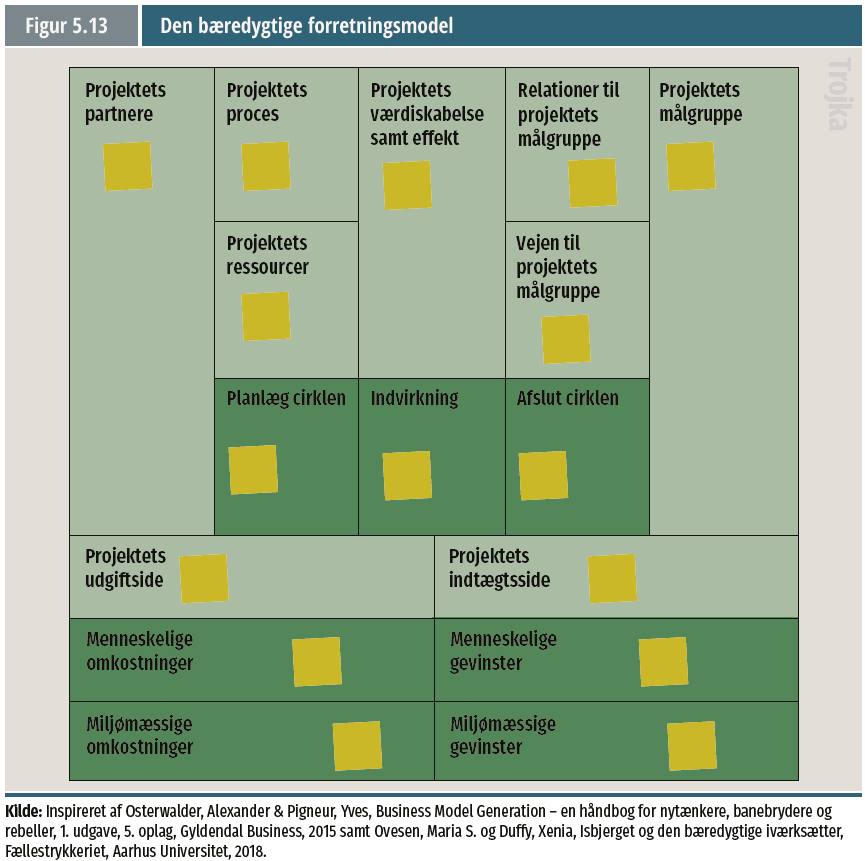 Figur 5.13
Den bæredygtige forretningsmodel
Trojka
Projektets
partnere
Projektets
proces
Projektets
værdiskabelse
samt effekt
Relationer til
projektets
målgruppe
Projektets
målgruppe
Projektets
ressourcer
Vejen til
projektets
målgruppe
Planlæg cirklen
Indvirkning
Afslut cirklen
Projektets
udgiftside
Projektets
indtægtsside
Menneskelige
omkostninger
Menneskelige
gevinster
Miljømæssige
omkostninger
Miljømæssige
gevinster
Kilde: Inspireret af Osterwalder, Alexander & Pigneur, Yves, Business Model Generation – en håndbog for nytænkere, banebrydere og
rebeller, 1. udgave, 5. oplag, Gyldendal Business, 2015 samt Ovesen, Maria S. og Duffy, Xenia, Isbjerget og den bæredygtige iværksætter,
Fællestrykkeriet, Aarhus Universitet, 2018.